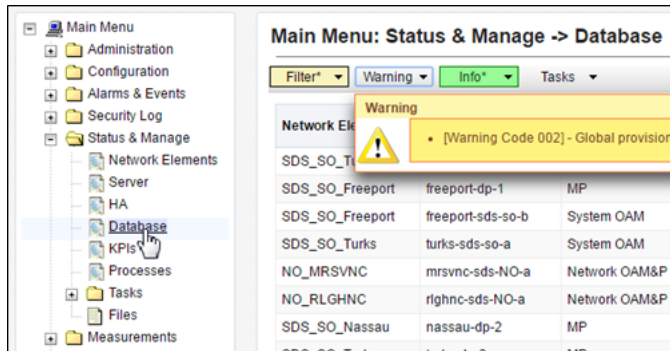 Main Menu
Administration
Configuration
Alarms & Events
Security Log
Status & Manage
Network Elements
Server
HA
Database
KPIs
Processes
Tasks
Files
Measurements
Main Menu: Status & Manage -> Database
Filter* Warning Info* Tasks
Warning
[Warning Code 002] - Global provision
Network Ele
SDS_SO_Tu
SDS_SO_Freeport freeport-dp-1 MP
SDS_SO_Freeport freeport-sds-so-b System OAM
SDS_SO_Turks turks-sds-so-a System OAM
NO_MRSVNC mrsvnc-sds-NO-a Network OAM&P
NO_RLGHNC rlghnc-sds-NO-a Network OAM&P
SDS_SO_Nassau nassau-dp-2 MP